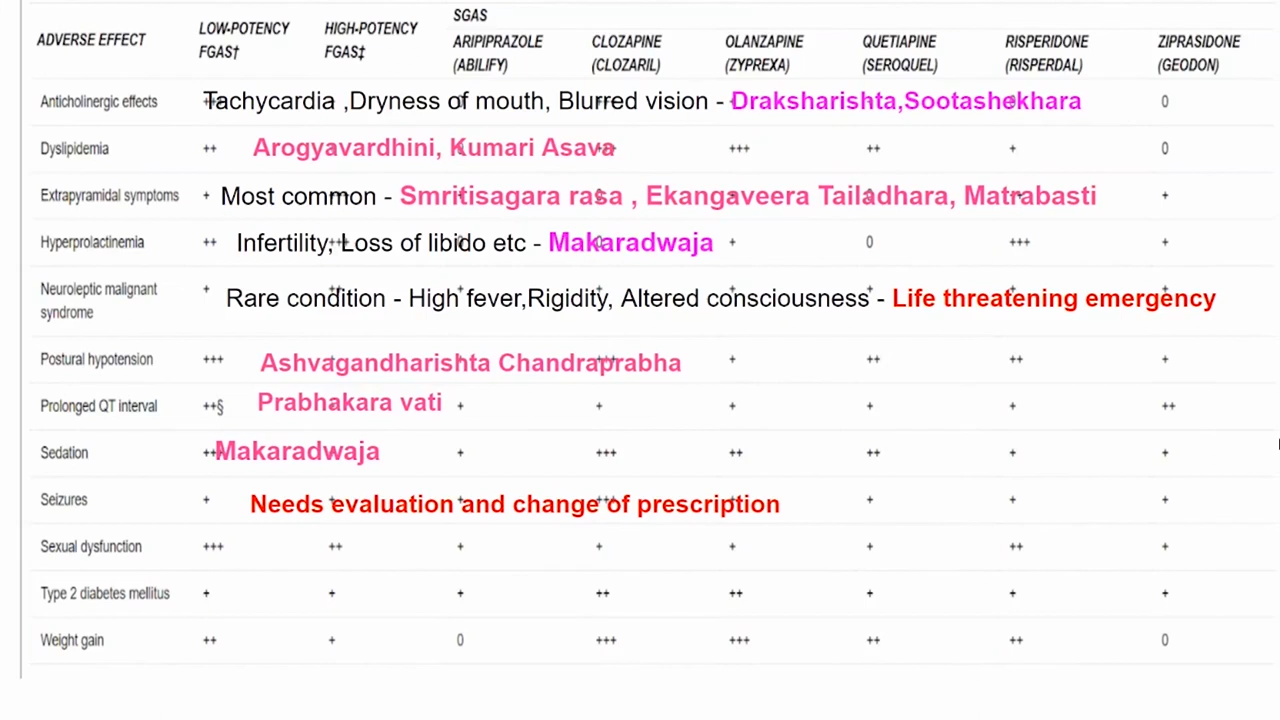 SGAS
ADVERSE EFFECT LOW-POTENCY FGAS† HIGH-POTENCY FGAS‡ ARIPIPRAZOLE (ABILIFY) CLOZAPINE (CLOZARIL) OLANZAPINE (ZYPREXA) QUETIAPINE (SEROQUEL) RISPERIDONE (RISPERDAL) ZIPRASIDONE (GEODON)
Anticholinergic effects Tachycardia ,Dryness of mouth, Blurred vision - Draksharishta,Sootashekhara 0
Dyslipidemia ++ Arogyavardhini, Kumari Asava +++ ++ + 0
Extrapyramidal symptoms + Most common - Smritisagara rasa , Ekangaveera Tailadhara, Matrabasti +
Hyperprolactinemia ++ Infertility, Loss of libido etc - Makaradwaja + 0 +++ +
Neuroleptic malignant syndrome + Rare condition - High fever,Rigidity, Altered consciousness - Life threatening emergency
Postural hypotension +++ Ashvagandharishta Chandraprabha + ++ ++ +
Prolonged QT interval ++§ Prabhakara vati + + + + + ++
Sedation Makaradwaja + +++ ++ ++ + +
Seizures + Needs evaluation and change of prescription + + +
Sexual dysfunction +++ ++ + + + + ++ +
Type 2 diabetes mellitus + + + ++ ++ + + +
Weight gain ++ + 0 +++ +++ ++ ++ 0